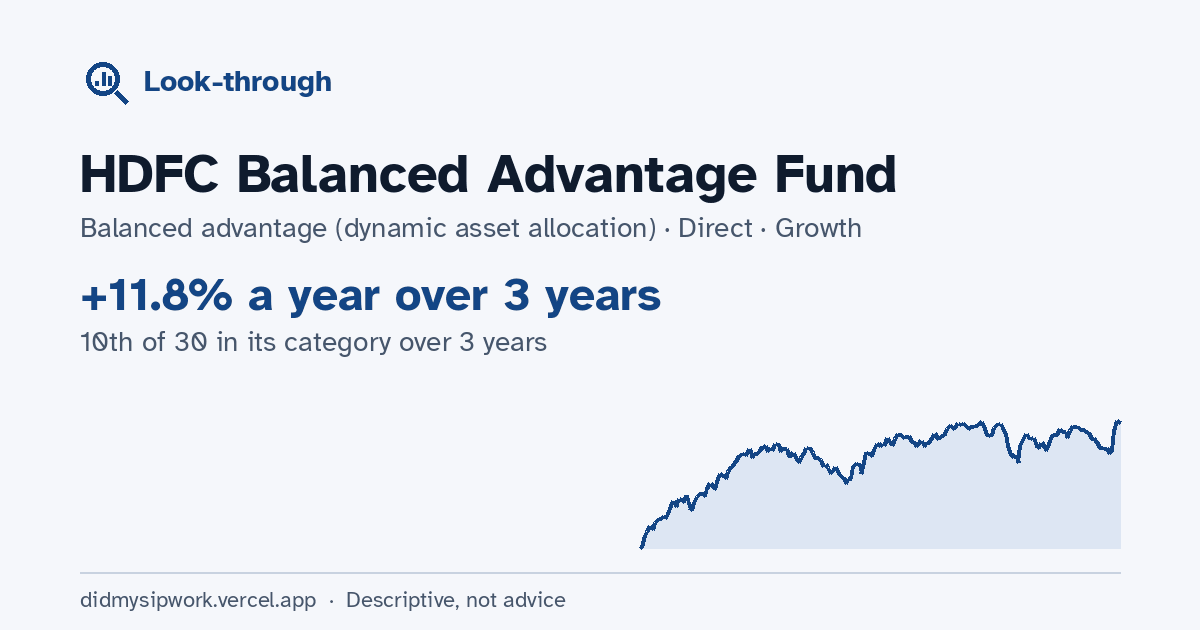 Look-through
HDFC Balanced Advantage Fund
Balanced advantage (dynamic asset allocation) · Direct · Growth
+11.8% a year over 3 years
10th of 30 in its category over 3 years
didmysipwork.vercel.app · Descriptive, not advice